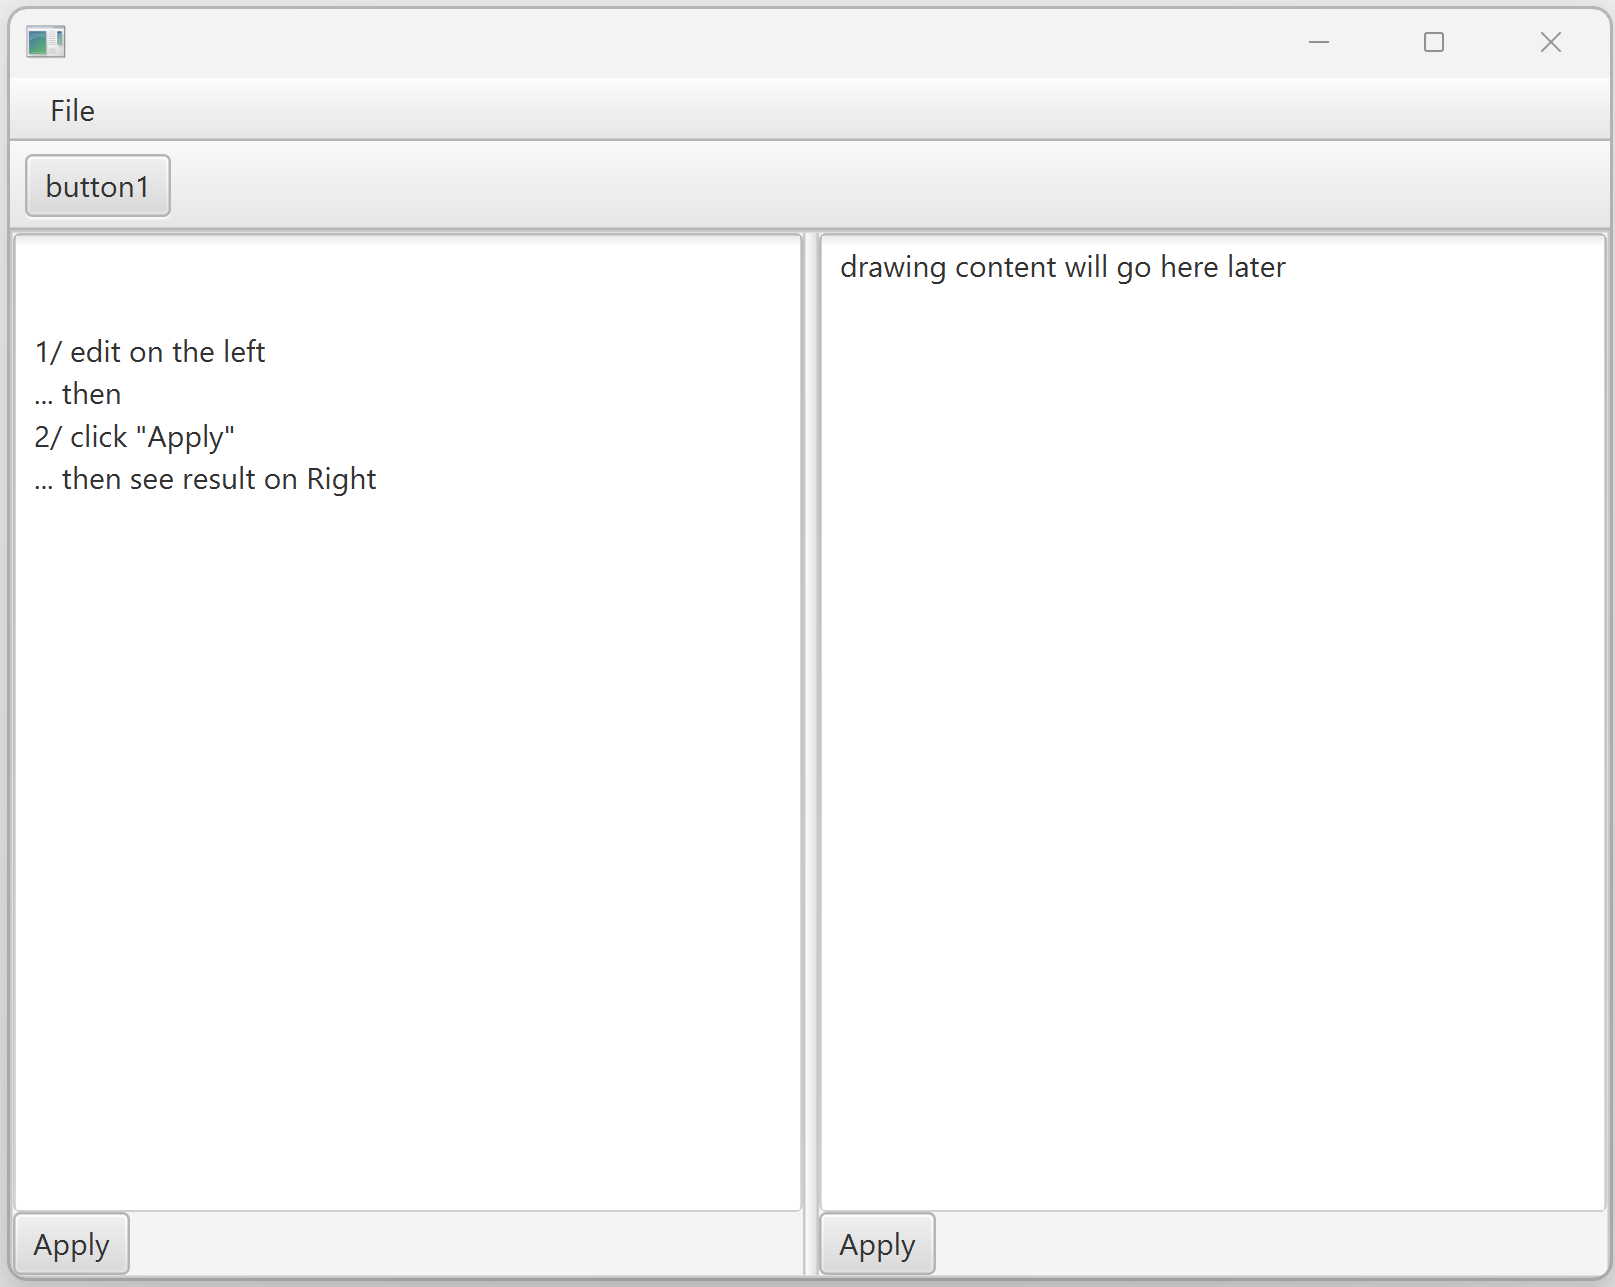 File
button1
1/ edit on the left
... then
2/ click "Apply"
... then see result on Right
drawing content will go here later
Apply
Apply